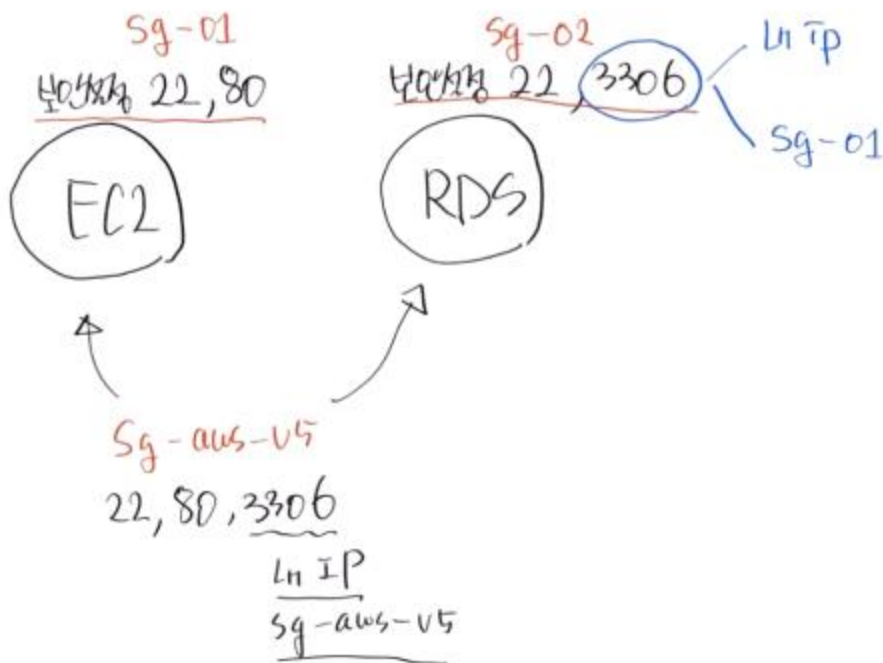 Sg-01
보안설정 22,80
EC2
Sg-02
보안설정 22,3306
내 Ip
Sg-01
RDS
Sg-aws-v5
22,80,3306
내 IP
sg-aws-v5